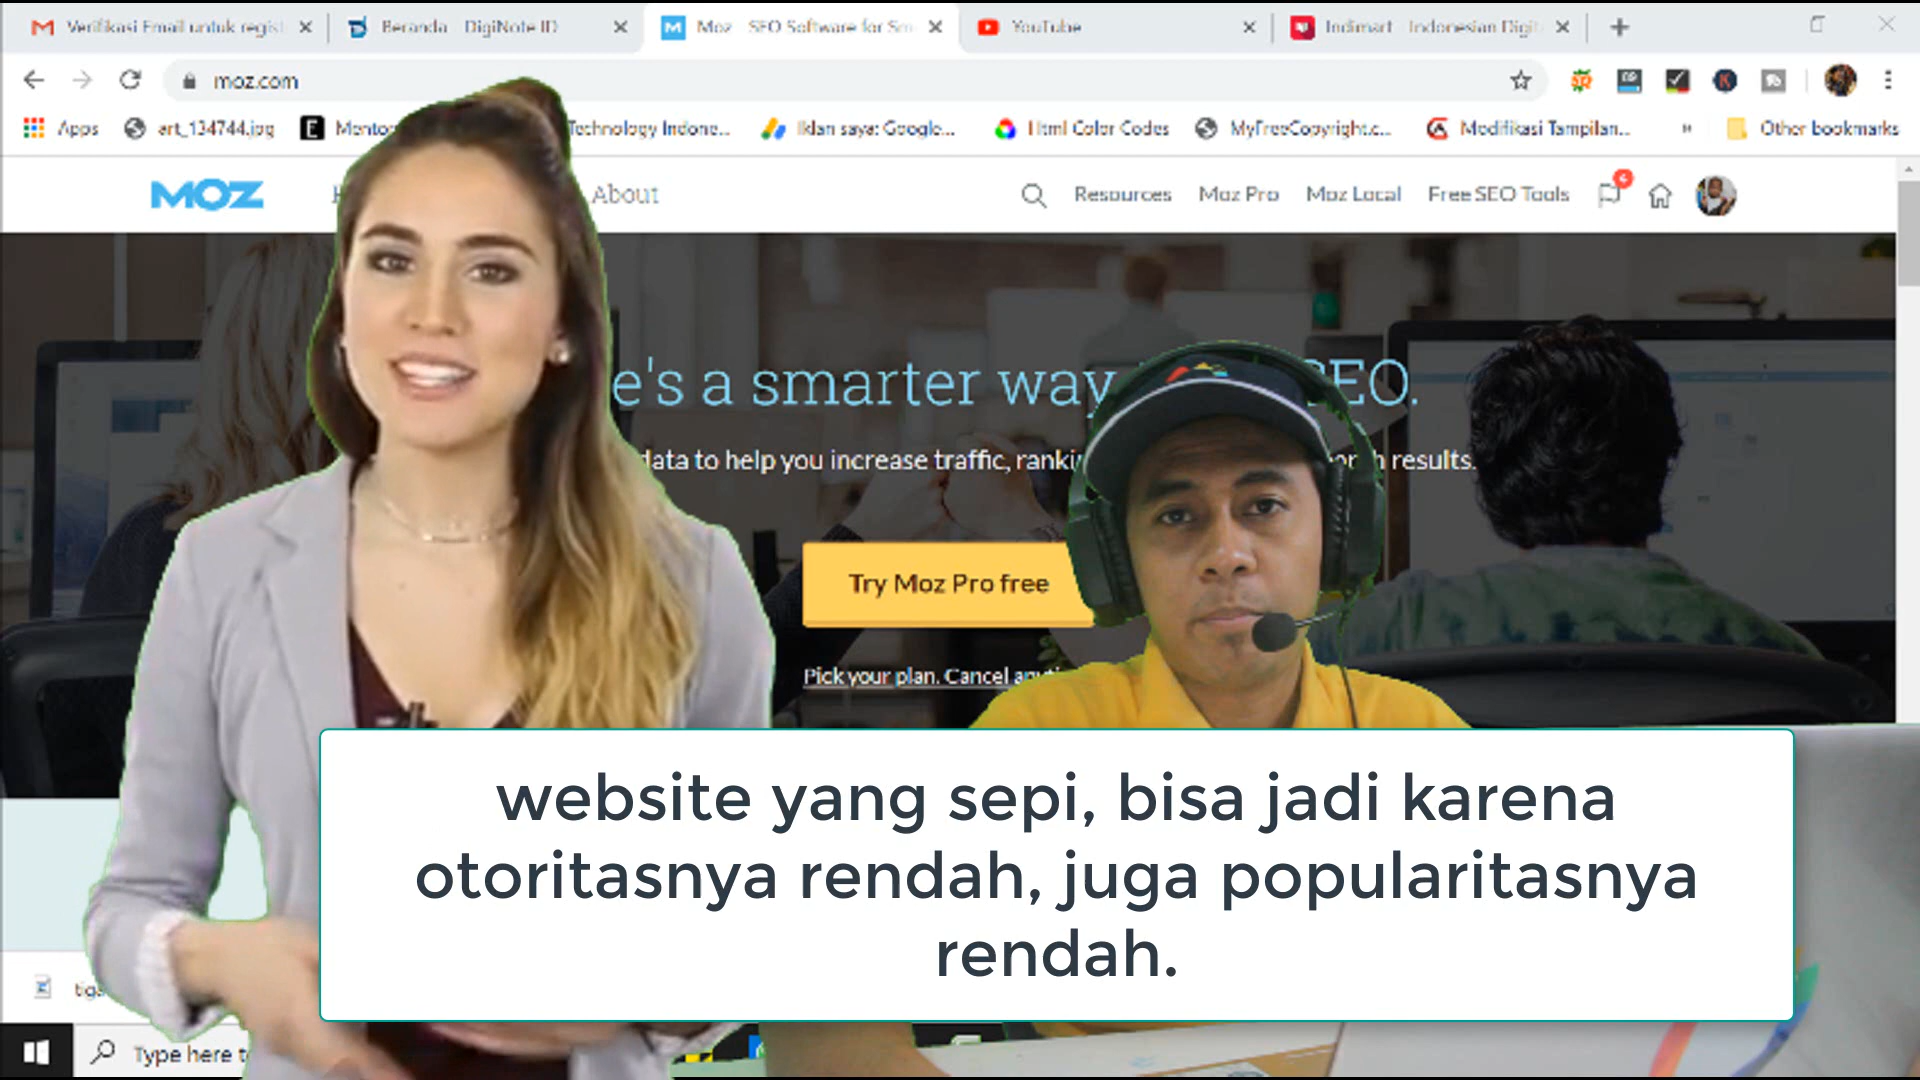 Verifikasi Email untuk regist
Beranda DigiNote ID
Moz SEO Software for Sm
YouTube
Indimart Indonesian Digit
moz.com
Apps
art_134744.jpg
Mentor
Technology Indone...
Iklan saya: Google...
Html Color Codes
MyFreeCopyright.c...
Modifikasi Tampilan...
Other bookmarks
MOZ
About
Resources
Moz Pro
Moz Local
Free SEO Tools
e's a smarter way
SEO.
data to help you increase traffic, ranki
results.
Try Moz Pro free
Pick your plan. Cancel
website yang sepi, bisa jadi karena
otoritasnya rendah, juga popularitasnya
rendah.
Type here t